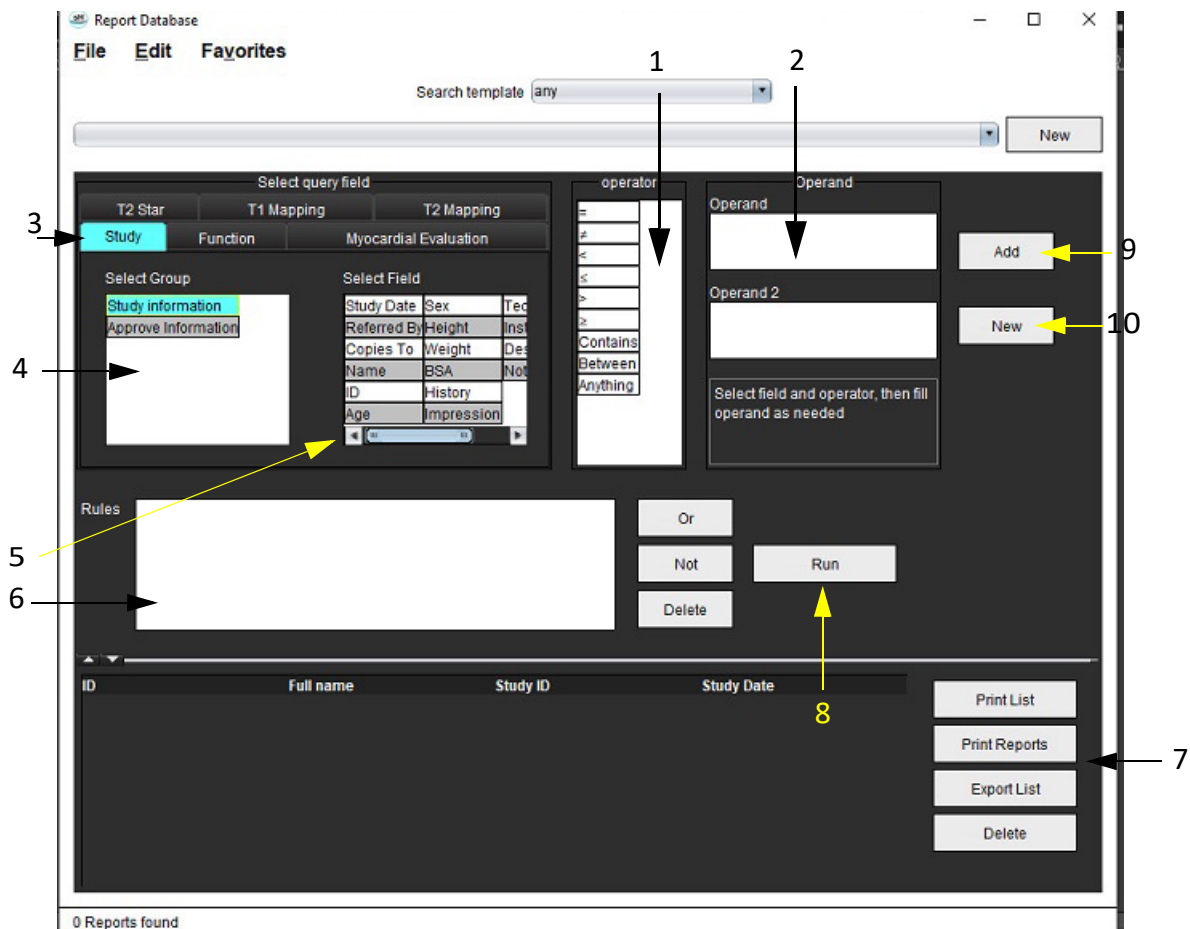 Report Database
File Edit Favorites
1 2
Search template any
New
Select query field operator Operand
T2 Star T1 Mapping T2 Mapping = Operand
3 Study Function Myocardial Evaluation ≠
< Add 9
Select Group Select Field ≤
Study information Study Date Sex Tec > Operand 2
Approve Information Referred By Height Inst ≥ New 10
Copies To Weight Des Contains
4 Name BSA Not Between
ID History Anything Select field and operator, then fill
Age Impression operand as needed
Rules Or
5 Not Run
6 Delete
ID Full name Study ID Study Date
8 Print List
Print Reports
7
Export List
Delete
0 Reports found